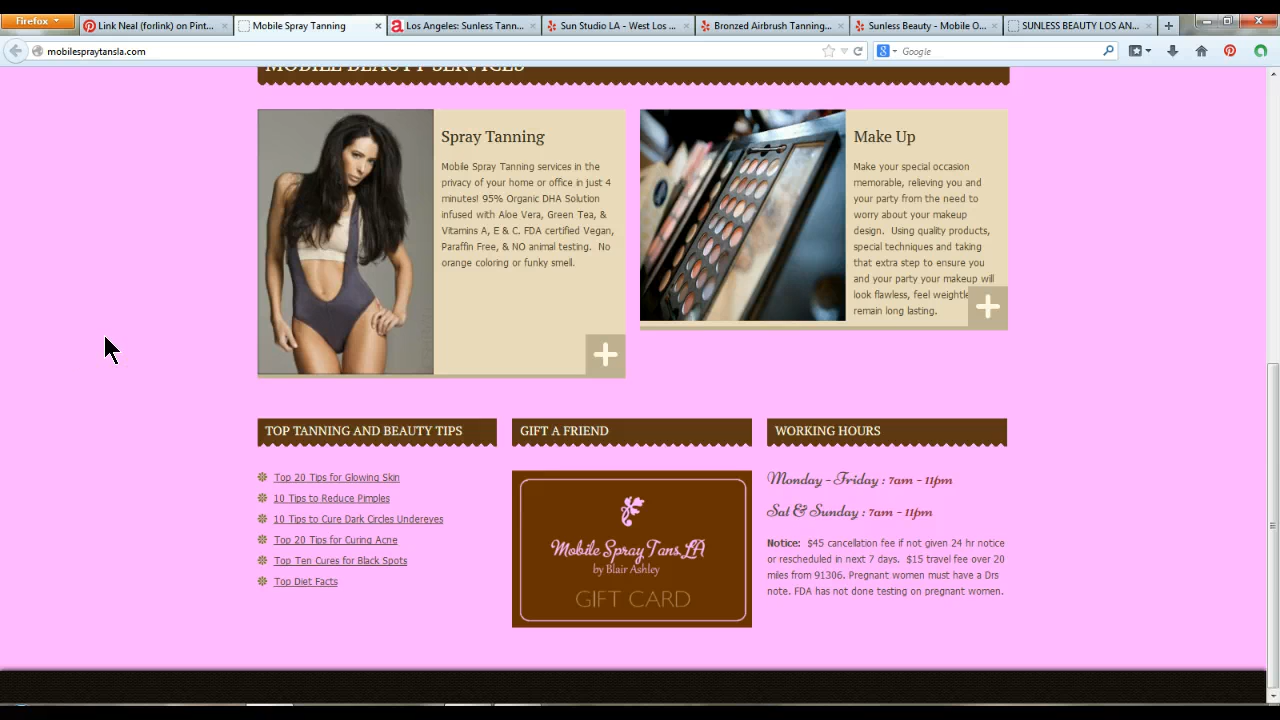 Firefox
Link Neal (forlink) on Pint...
Mobile Spray Tanning
Los Angeles: Sunless Tann...
Sun Studio LA - West Los ...
Bronzed Airbrush Tanning...
Sunless Beauty - Mobile O...
SUNLESS BEAUTY LOS AN...
mobilespraytansla.com
Google
MOBILE BEAUTY SERVICES
Spray Tanning
Mobile Spray Tanning services in the
privacy of your home or office in just 4
minutes! 95% Organic DHA Solution
infused with Aloe Vera, Green Tea, &
Vitamins A, E & C. FDA certified Vegan,
Paraffin Free, & NO animal testing. No
orange coloring or funky smell.
Make Up
Make your special occasion
memorable, relieving you and
your party from the need to
worry about your makeup
design. Using quality products,
special techniques and taking
that extra step to ensure you
and your party your makeup will
look flawless, feel weightle
remain long lasting.
TOP TANNING AND BEAUTY TIPS
Top 20 Tips for Glowing Skin
10 Tips to Reduce Pimples
10 Tips to Cure Dark Circles Undereyes
Top 20 Tips for Curing Acne
Top Ten Cures for Black Spots
Top Diet Facts
GIFT A FRIEND
Mobile Spray Tans LA
by Blair Ashley
GIFT CARD
WORKING HOURS
Monday - Friday : 7am - 11pm
Sat & Sunday : 7am - 11pm
Notice: $45 cancellation fee if not given 24 hr notice
or rescheduled in next 7 days. $15 travel fee over 20
miles from 91306. Pregnant women must have a Drs
note. FDA has not done testing on pregnant women.